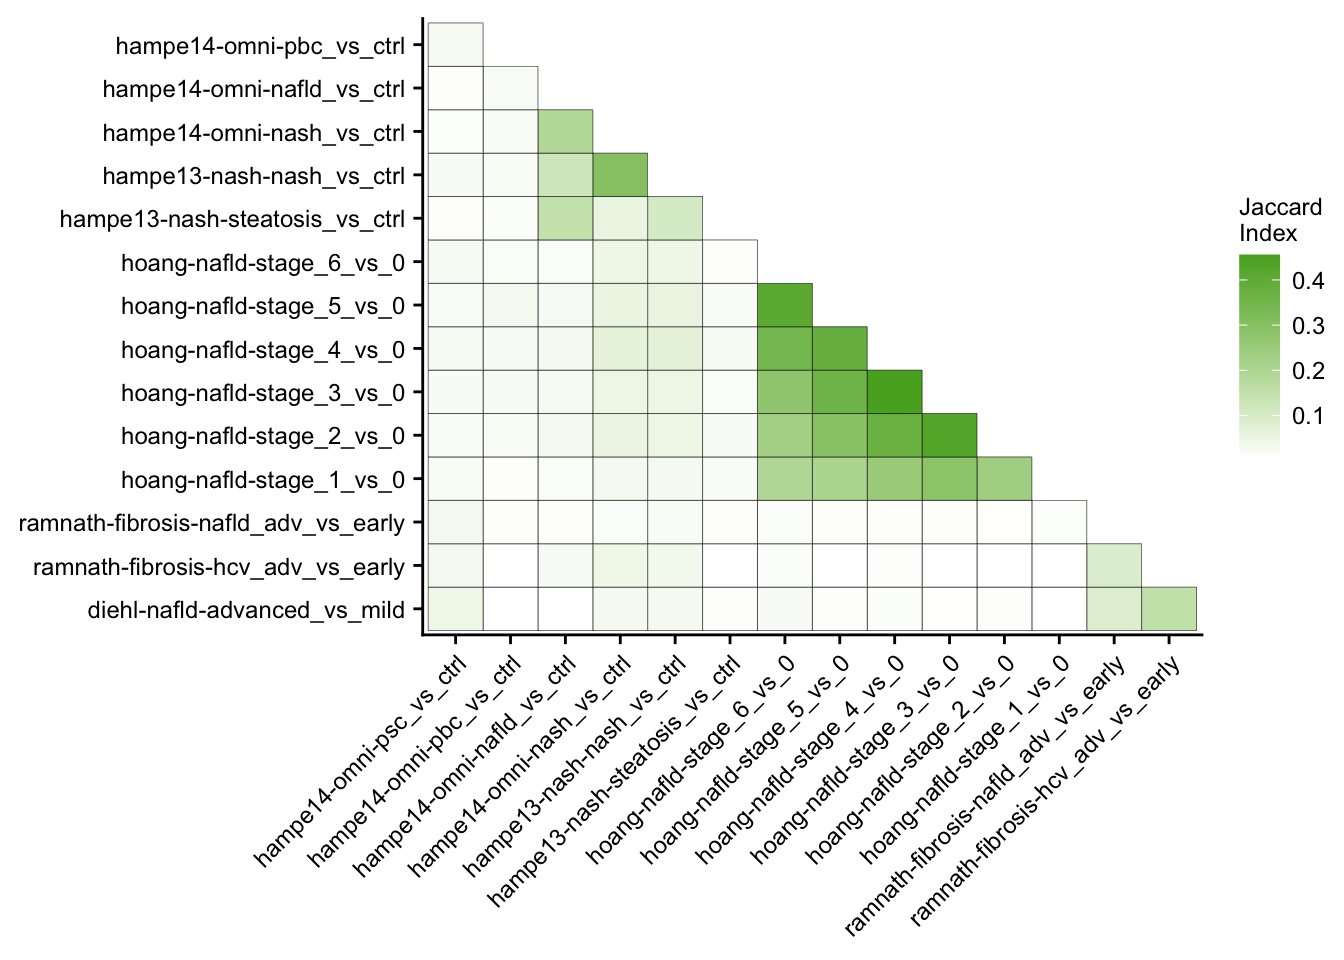 hampe14-omni-pbc_vs_ctrl
hampe14-omni-nafld_vs_ctrl
hampe14-omni-nash_vs_ctrl
hampe13-nash-nash_vs_ctrl
hampe13-nash-steatosis_vs_ctrl
hoang-nafld-stage_6_vs_0
hoang-nafld-stage_5_vs_0
hoang-nafld-stage_4_vs_0
hoang-nafld-stage_3_vs_0
hoang-nafld-stage_2_vs_0
hoang-nafld-stage_1_vs_0
ramnath-fibrosis-nafld_adv_vs_early
ramnath-fibrosis-hcv_adv_vs_early
diehl-nafld-advanced_vs_mild
hampe14-omni-psc_vs_ctrl
hampe14-omni-pbc_vs_ctrl
hampe14-omni-nafld_vs_ctrl
hampe14-omni-nash_vs_ctrl
hampe13-nash-nash_vs_ctrl
hampe13-nash-steatosis_vs_ctrl
hoang-nafld-stage_6_vs_0
hoang-nafld-stage_5_vs_0
hoang-nafld-stage_4_vs_0
hoang-nafld-stage_3_vs_0
hoang-nafld-stage_2_vs_0
hoang-nafld-stage_1_vs_0
ramnath-fibrosis-nafld_adv_vs_early
ramnath-fibrosis-hcv_adv_vs_early
Jaccard
Index
0.4
0.3
0.2
0.1